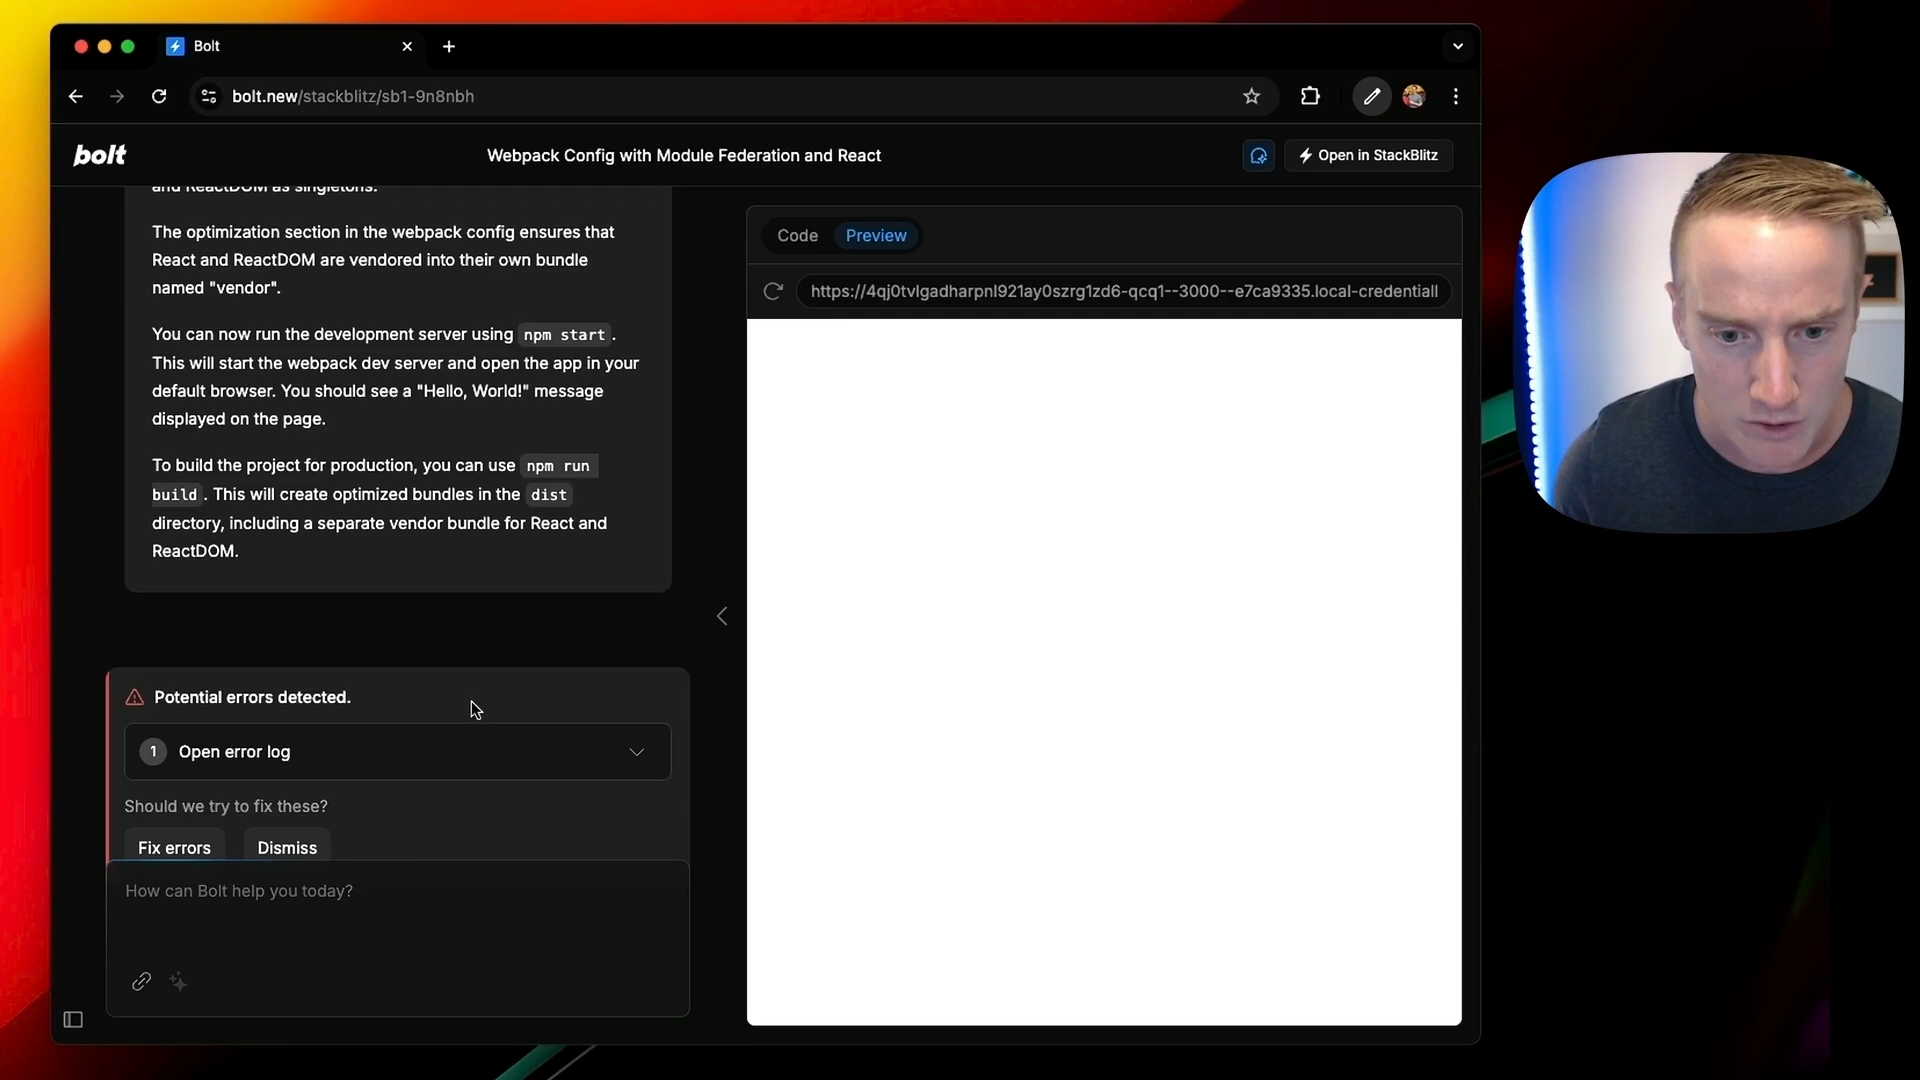 Bolt
bolt.new/stackblitz/sb1-9n8nbh
bolt
Webpack Config with Module Federation and React
Open in StackBlitz
and ReactDOM as singletons.
The optimization section in the webpack config ensures that
React and ReactDOM are vendored into their own bundle
named "vendor".
You can now run the development server using npm start.
This will start the webpack dev server and open the app in your
default browser. You should see a "Hello, World!" message
displayed on the page.
To build the project for production, you can use npm run
build. This will create optimized bundles in the dist
directory, including a separate vendor bundle for React and
ReactDOM.
Potential errors detected.
1 Open error log
Should we try to fix these?
Fix errors Dismiss
How can Bolt help you today?
Code Preview
https://4qj0tvlgadharpnl921ay0szrg1zd6-qcq1--3000--e7ca9335.local-credentiall